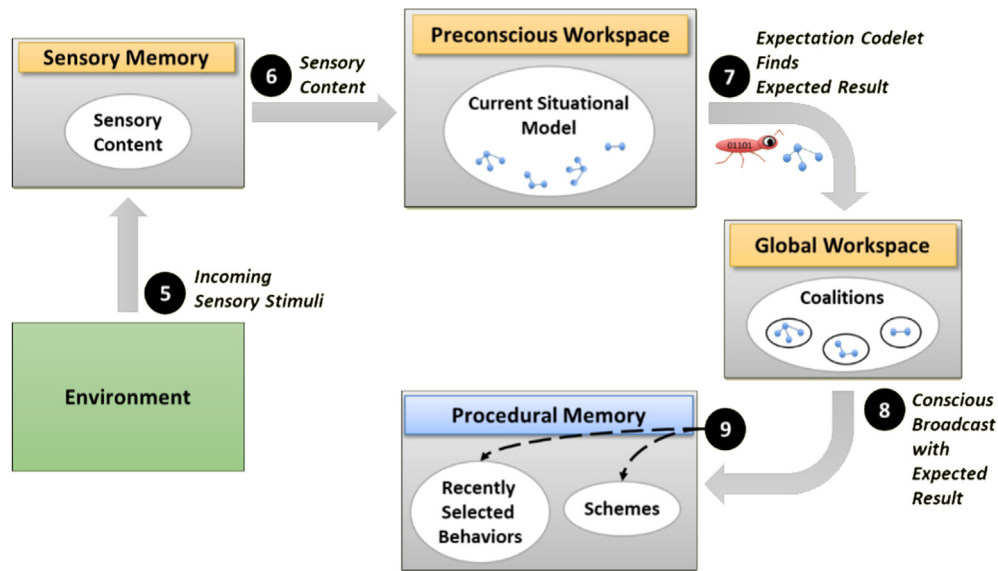 Sensory Memory
Sensory
Content
6
Sensory
Content
Preconscious Workspace
Current Situational
Model
7
Expectation Codelet
Finds
Expected Result
01101
5
Incoming
Sensory Stimuli
Environment
Global Workspace
Coalitions
8
Conscious
Broadcast
with
Expected
Result
Procedural Memory
9
Recently
Selected
Behaviors
Schemes